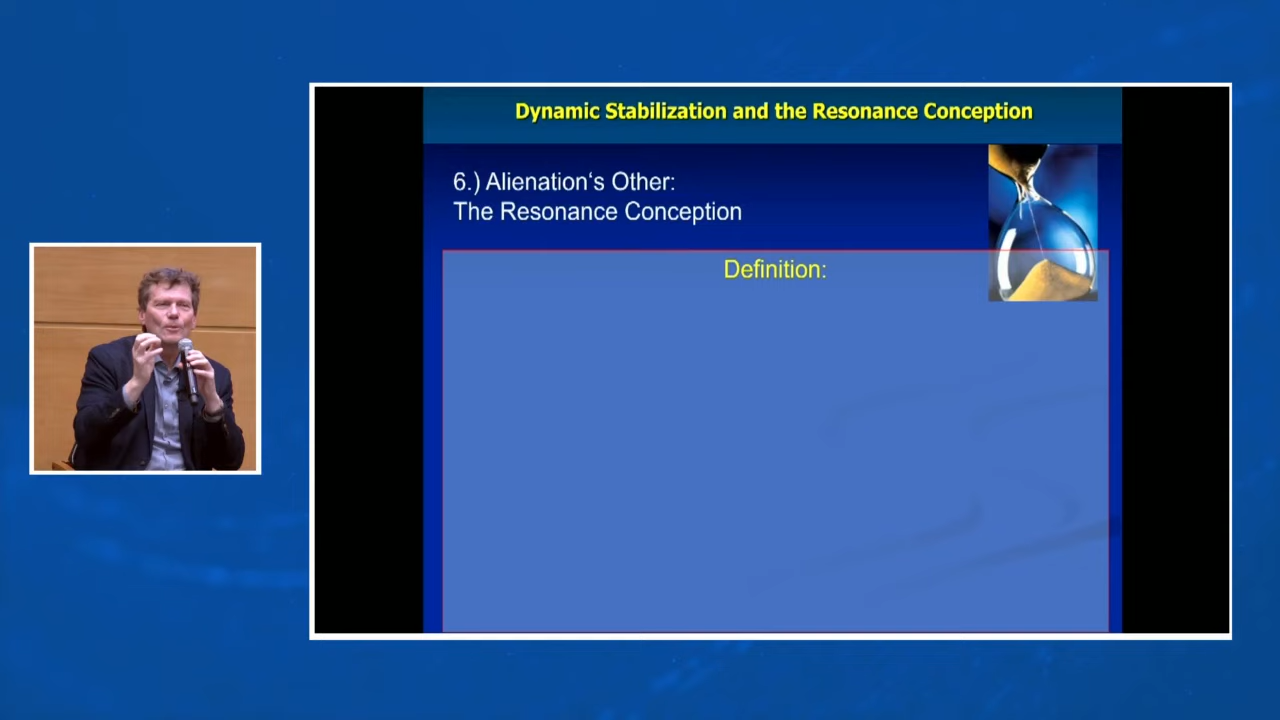 Dynamic Stabilization and the Resonance Conception
6.) Alienation‘s Other:
The Resonance Conception
Definition: